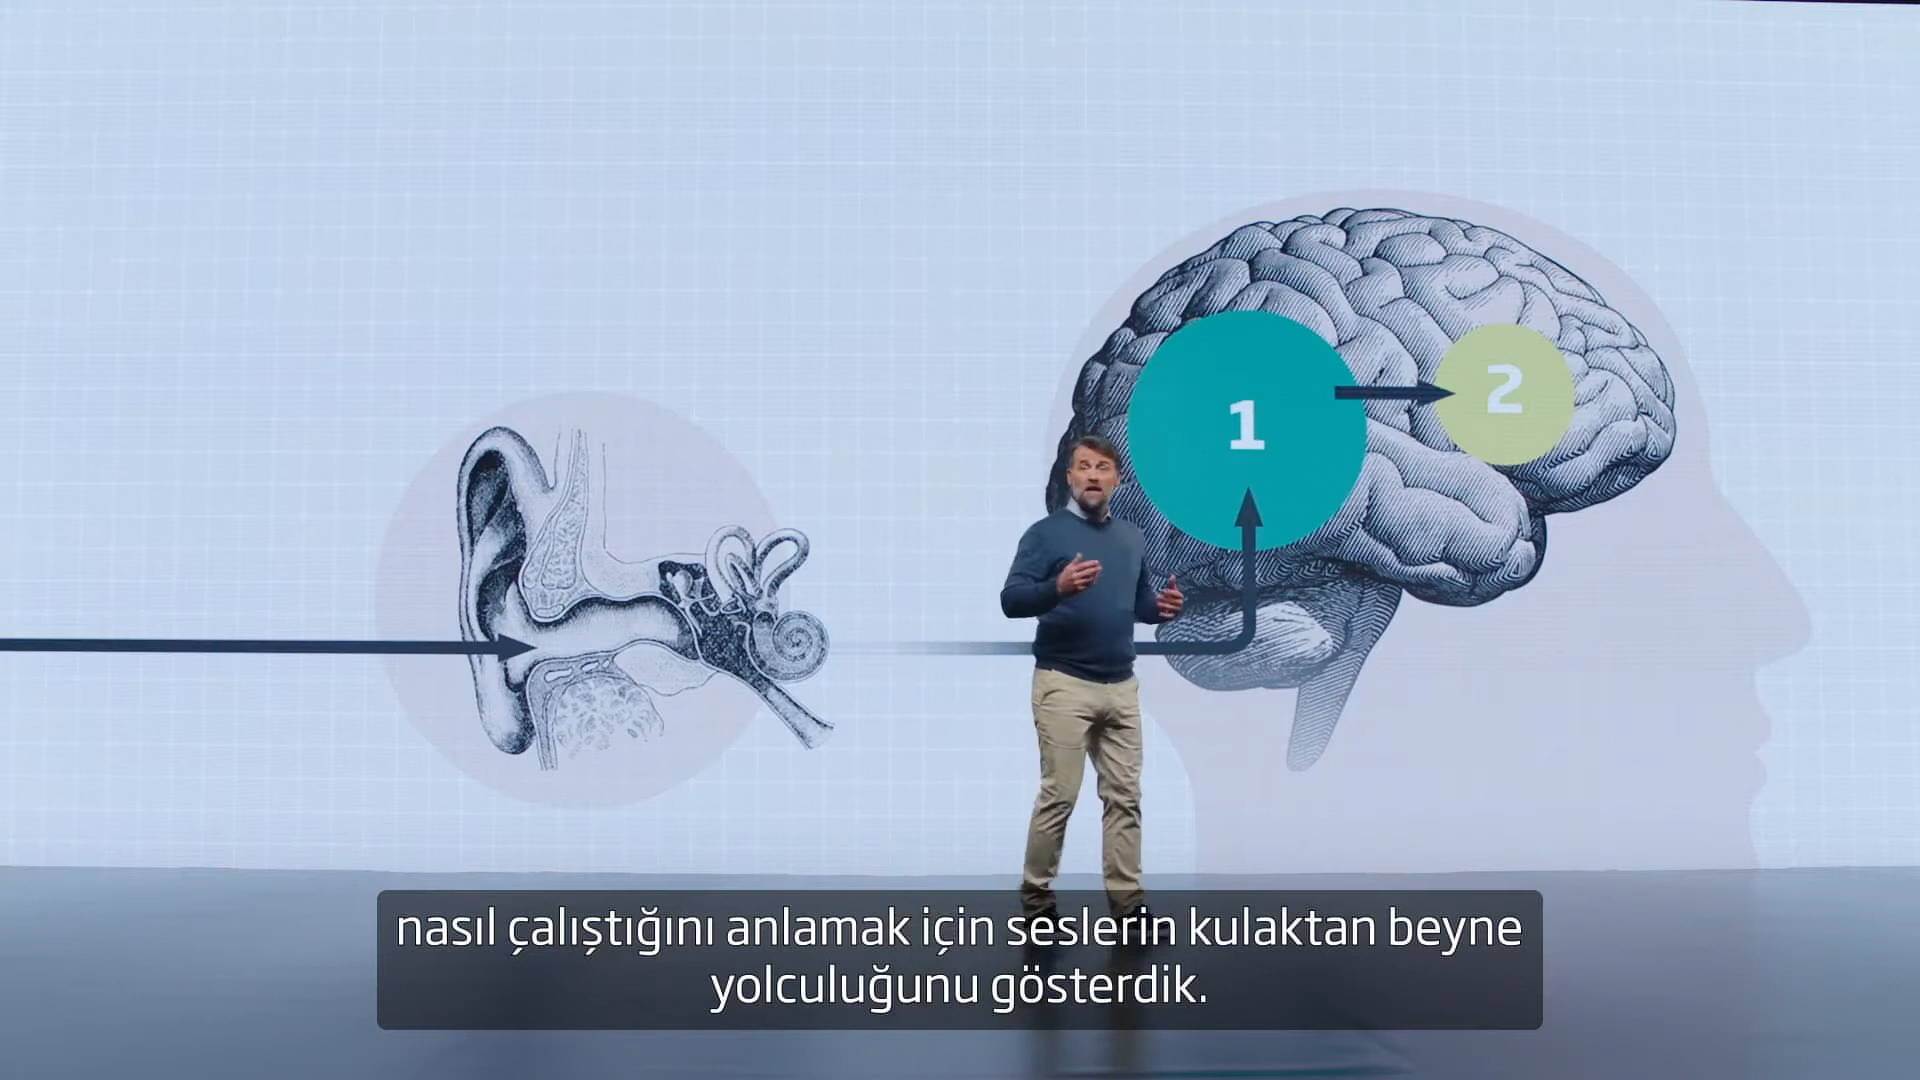 1
2
nasıl çalıştığını anlamak için seslerin kulaktan beyne
yolculuğunu gösterdik.